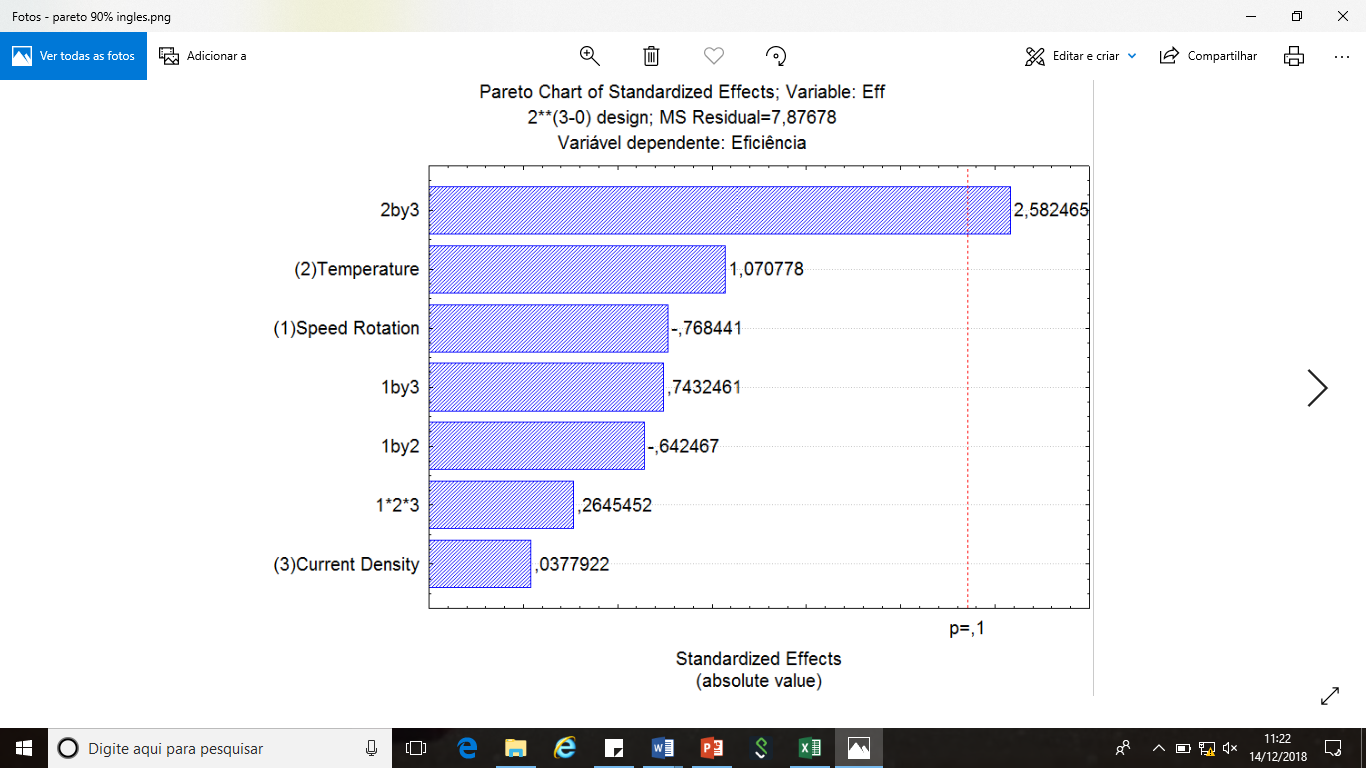 Fotos - pareto 90% ingles.png
Ver todas as fotos
Adicionar a
Editar e criar
Compartilhar
Pareto Chart of Standardized Effects; Variable: Eff
2**(3-0) design; MS Residual=7,87678
Variável dependente: Eficiência
2by3 2,582465
(2)Temperature 1,070778
(1)Speed Rotation -,768441
1by3 ,7432461
1by2 -,642467
1*2*3 ,2645452
(3)Current Density ,0377922
p=,1
Standardized Effects
(absolute value)
Digite aqui para pesquisar
11:22
14/12/2018